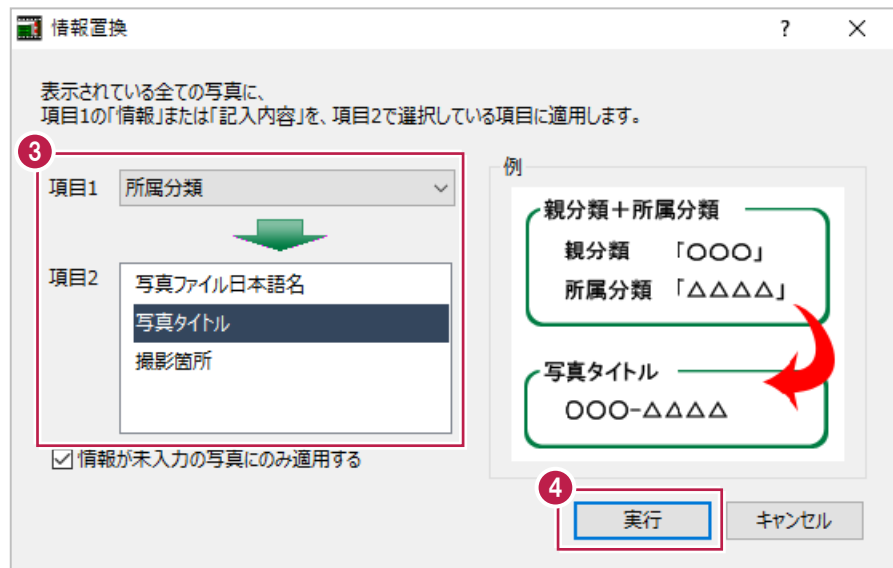 情報置換
?
×
表示されている全ての写真に、
項目1の「情報」または「記入内容」を、項目2で選択している項目に適用します。
3
項目1
所属分類
項目2
写真ファイル日本語名
写真タイトル
撮影箇所
情報が未入力の写真にのみ適用する
例
親分類＋所属分類
親分類 「〇〇〇」
所属分類 「△△△△」
写真タイトル
〇〇〇-△△△△
4
実行
キャンセル